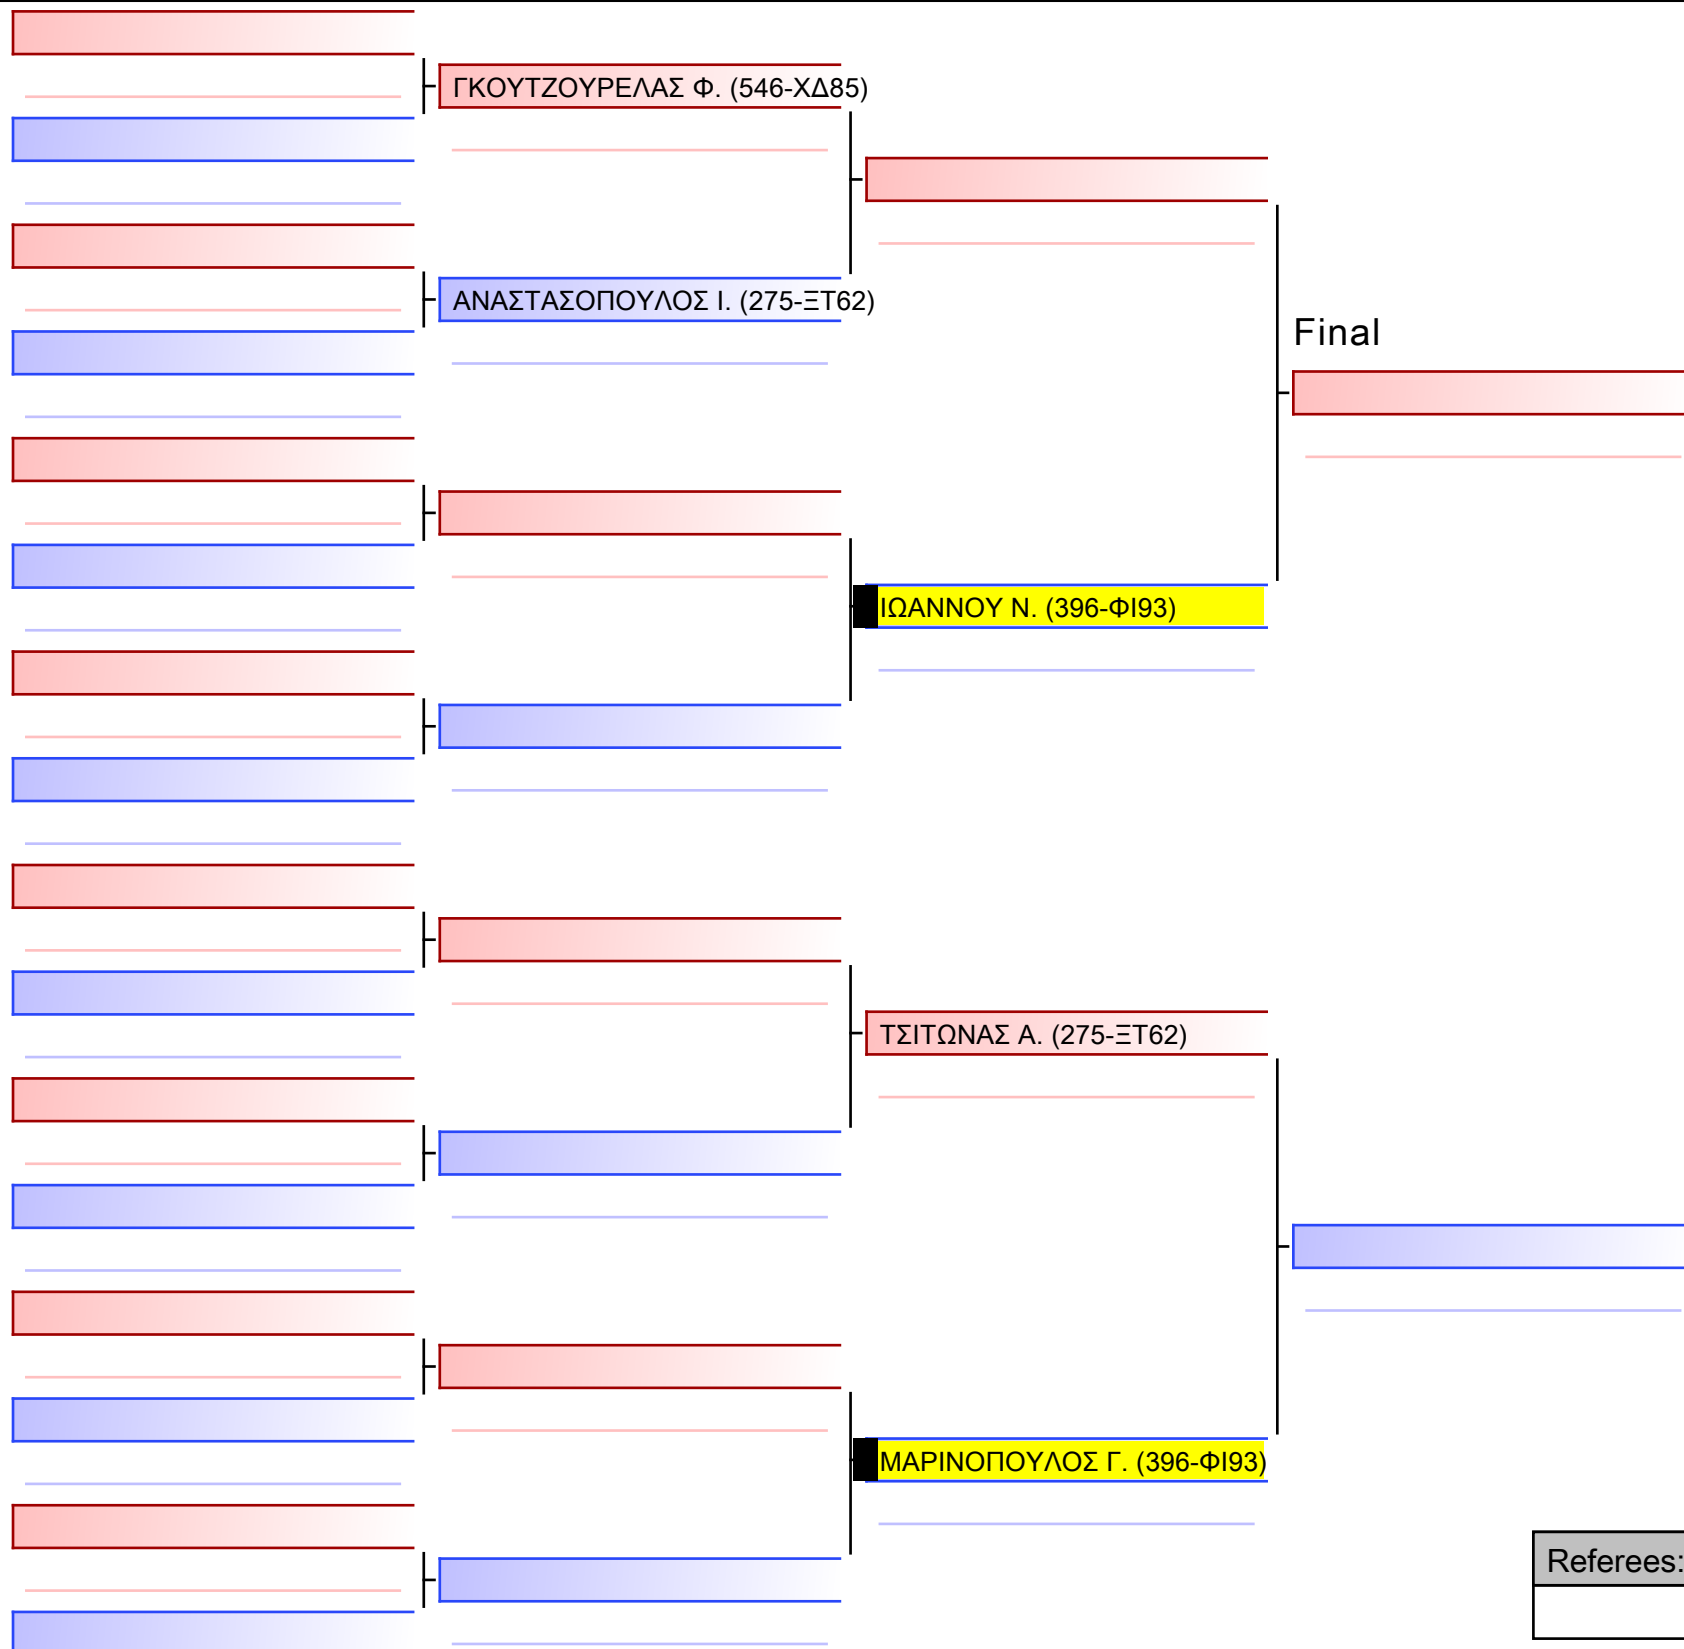 ΓΚΟΥΤΖΟΥΡΕΛΑΣ Φ. (546-ΧΔ85)
ΑΝΑΣΤΑΣΟΠΟΥΛΟΣ Ι. (275-ΞΤ62)
Final
ΙΩΑΝΝΟΥ Ν. (396-ΦΙ93)
ΤΣΙΤΩΝΑΣ Α. (275-ΞΤ62)
ΜΑΡΙΝΟΠΟΥΛΟΣ Γ. (396-ΦΙ93)
Referees: